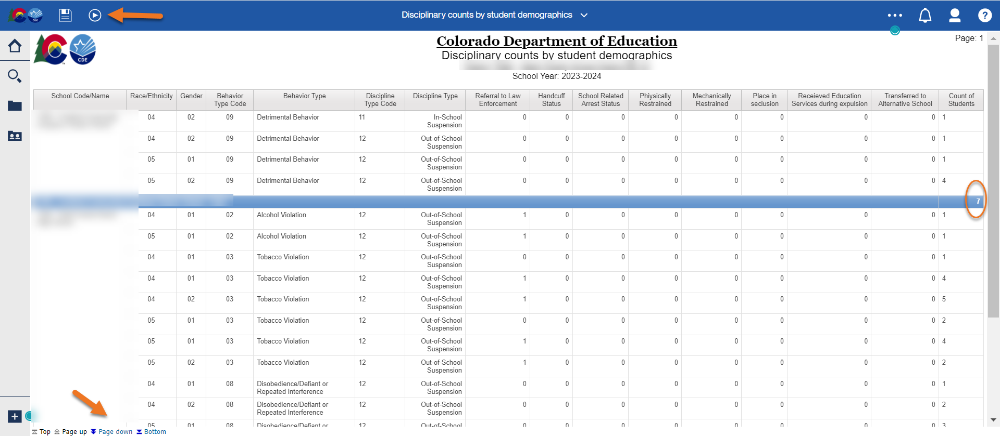 Disciplinary counts by student demographics
CDE
CDE
Colorado Department of Education
Page: 1
Disciplinary counts by student demographics
School Year: 2023-2024
School Code/Name Race/Ethnicity Gender Behavior Type Code Behavior Type Discipline Type Code Discipline Type Referral to Law Enforcement Handcuff Status School Related Arrest Status Phiysically Restrained Mechanically Restrained Place in seclusion Receieved Education Services during expulsion Transferred to Alternative School Count of Students
04 02 09 Detrimental Behavior 11 In-School Suspension 0 0 0 0 0 0 0 0 1
04 02 09 Detrimental Behavior 12 Out-of-School Suspension 0 0 0 0 0 0 0 0 1
05 01 09 Detrimental Behavior 12 Out-of-School Suspension 0 0 0 0 0 0 0 0 1
05 02 09 Detrimental Behavior 12 Out-of-School Suspension 0 0 0 0 0 0 0 0 4
7
04 01 02 Alcohol Violation 12 Out-of-School Suspension 1 0 0 0 0 0 0 0 1
05 01 02 Alcohol Violation 12 Out-of-School Suspension 1 0 0 0 0 0 0 0 1
04 01 03 Tobacco Violation 12 Out-of-School Suspension 0 0 0 0 0 0 0 0 1
04 01 03 Tobacco Violation 12 Out-of-School Suspension 1 0 0 0 0 0 0 0 4
04 02 03 Tobacco Violation 12 Out-of-School Suspension 1 0 0 0 0 0 0 0 5
05 01 03 Tobacco Violation 12 Out-of-School Suspension 0 0 0 0 0 0 0 0 2
05 01 03 Tobacco Violation 12 Out-of-School Suspension 1 0 0 0 0 0 0 0 4
05 02 03 Tobacco Violation 12 Out-of-School Suspension 1 0 0 0 0 0 0 0 2
04 01 08 Disobedience/Defiant or Repeated Interference 12 Out-of-School Suspension 0 0 0 0 0 0 0 0 1
04 02 08 Disobedience/Defiant or Repeated Interference 12 Out-of-School Suspension 0 0 0 0 0 0 0 0 2
05 01 08 Disobedience/Defiant or 12 Out-of-School 0 0 0 0 0 0 0 0 3
Top Page up Page down Bottom